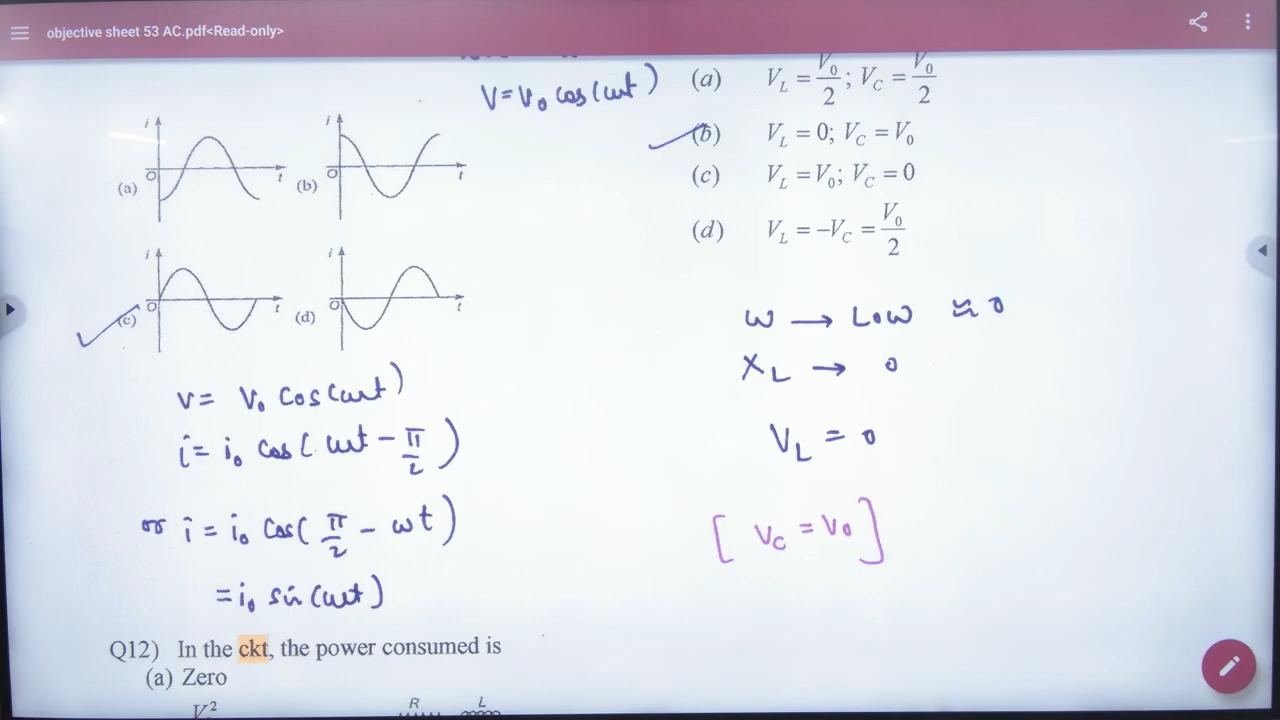 objective sheet 53 AC.pdf<Read-only>
V = V₀ cos(ωt)
i
O
t
(a)
i
O
t
(b)
i
O
t
(c)
i
O
t
(d)
v = V₀ cos(ωt)
i = i₀ cos(ωt - π/2)
or i = i₀ cos(π/2 - ωt)
= i₀ sin(ωt)
Q12) In the ckt, the power consumed is
(a) Zero
V²
R L
(a) V_L = V₀/2; V_C = V₀/2
(b) V_L = 0; V_C = V₀
(c) V_L = V₀; V_C = 0
(d) V_L = –V_C = V₀/2
ω → Low ≈ 0
X_L → 0
V_L = 0
[ V_C = V₀ ]